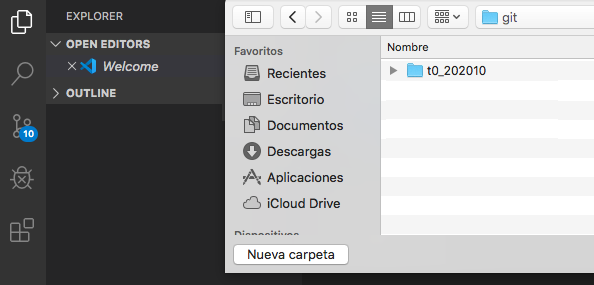 EXPLORER
OPEN EDITORS
Welcome
OUTLINE
10
git
Favoritos
Recientes
Escritorio
Documentos
Descargas
Aplicaciones
iCloud Drive
Dispositivos
Nueva carpeta
Nombre
t0_202010